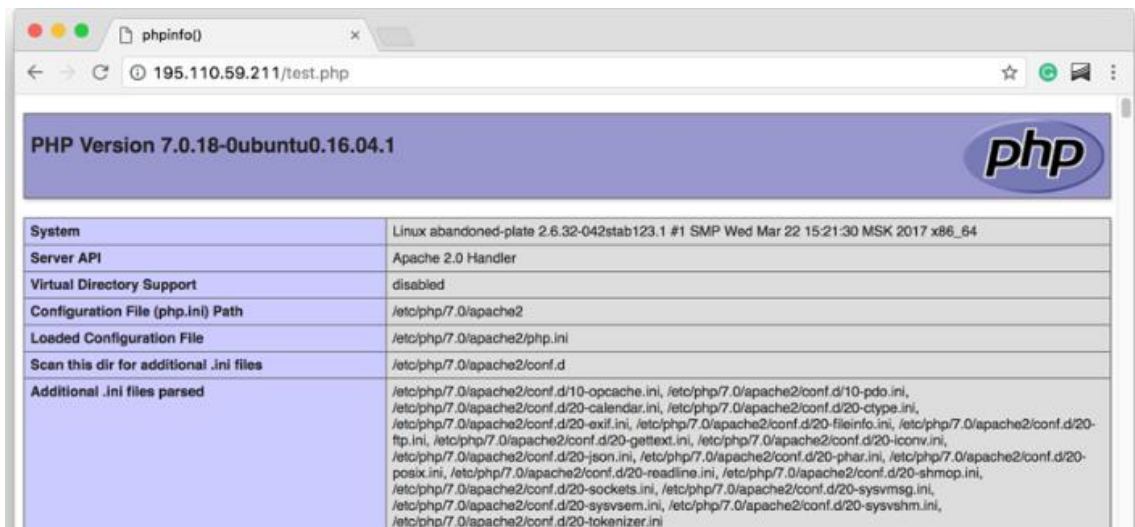 phpinfo()
195.110.59.211/test.php
PHP Version 7.0.18-0ubuntu0.16.04.1
php
System Linux abandoned-plate 2.6.32-042stab123.1 #1 SMP Wed Mar 22 15:21:30 MSK 2017 x86_64
Server API Apache 2.0 Handler
Virtual Directory Support disabled
Configuration File (php.ini) Path /etc/php/7.0/apache2
Loaded Configuration File /etc/php/7.0/apache2/php.ini
Scan this dir for additional .ini files /etc/php/7.0/apache2/conf.d
Additional .ini files parsed /etc/php/7.0/apache2/conf.d/10-opcache.ini, /etc/php/7.0/apache2/conf.d/10-pdo.ini,
/etc/php/7.0/apache2/conf.d/20-calendar.ini, /etc/php/7.0/apache2/conf.d/20-ctype.ini,
/etc/php/7.0/apache2/conf.d/20-exif.ini, /etc/php/7.0/apache2/conf.d/20-fileinfo.ini, /etc/php/7.0/apache2/conf.d/20-
ftp.ini, /etc/php/7.0/apache2/conf.d/20-gettext.ini, /etc/php/7.0/apache2/conf.d/20-iconv.ini,
/etc/php/7.0/apache2/conf.d/20-json.ini, /etc/php/7.0/apache2/conf.d/20-phar.ini, /etc/php/7.0/apache2/conf.d/20-
posix.ini, /etc/php/7.0/apache2/conf.d/20-readline.ini, /etc/php/7.0/apache2/conf.d/20-shmop.ini,
/etc/php/7.0/apache2/conf.d/20-sockets.ini, /etc/php/7.0/apache2/conf.d/20-sysvmsg.ini,
/etc/php/7.0/apache2/conf.d/20-sysvsem.ini, /etc/php/7.0/apache2/conf.d/20-sysvshm.ini,
/etc/php/7.0/apache2/conf.d/20-tokenizer.ini